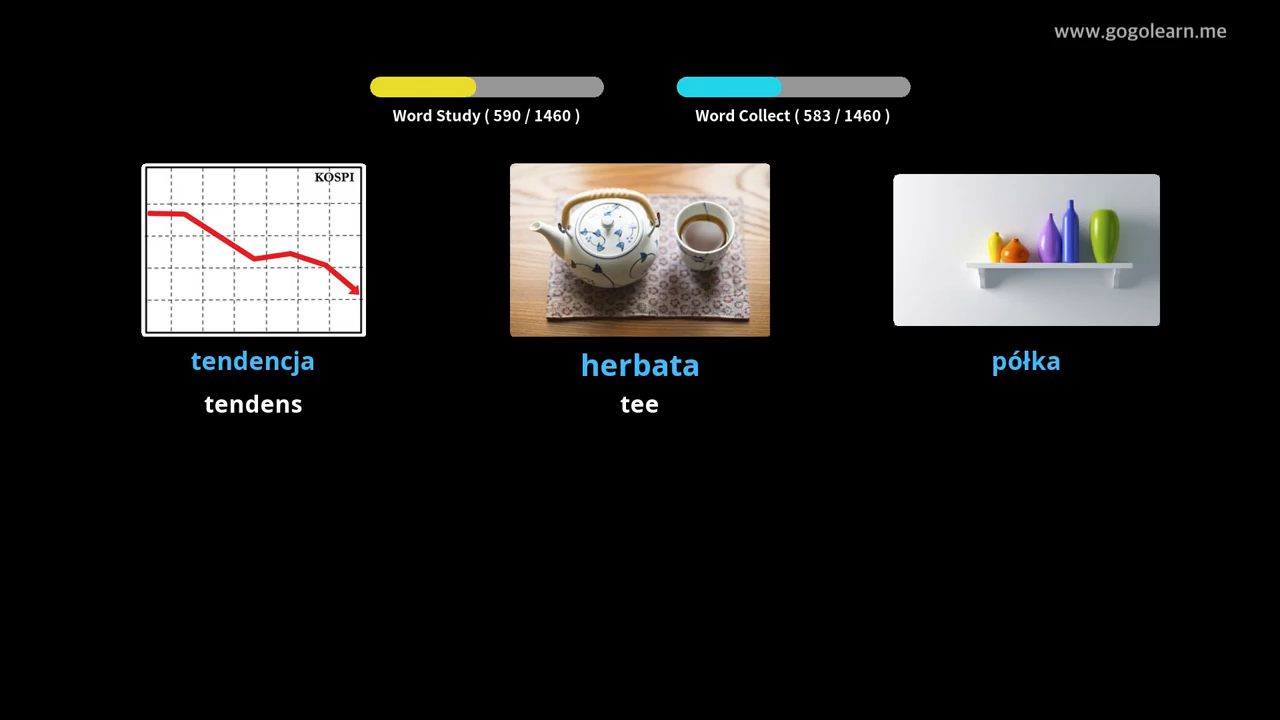 www.gogolearn.me
Word Study ( 590 / 1460 )
Word Collect ( 583 / 1460 )
KOSPI
tendencja
herbata
półka
tendens
tee